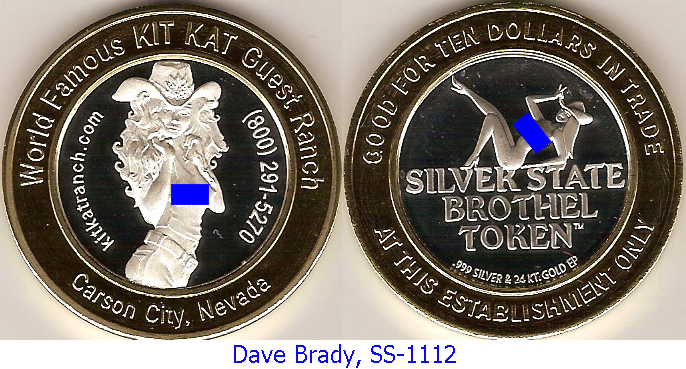 World Famous KIT KAT Guest Ranch
kitkatranch.com
(800) 291-5270
Carson City, Nevada
GOOD FOR TEN DOLLARS IN TRADE
SILVER STATE
BROTHEL
TOKEN™
.999 SILVER & 24 KT. GOLD EP
AT THIS ESTABLISHMENT ONLY
Dave Brady, SS-1112